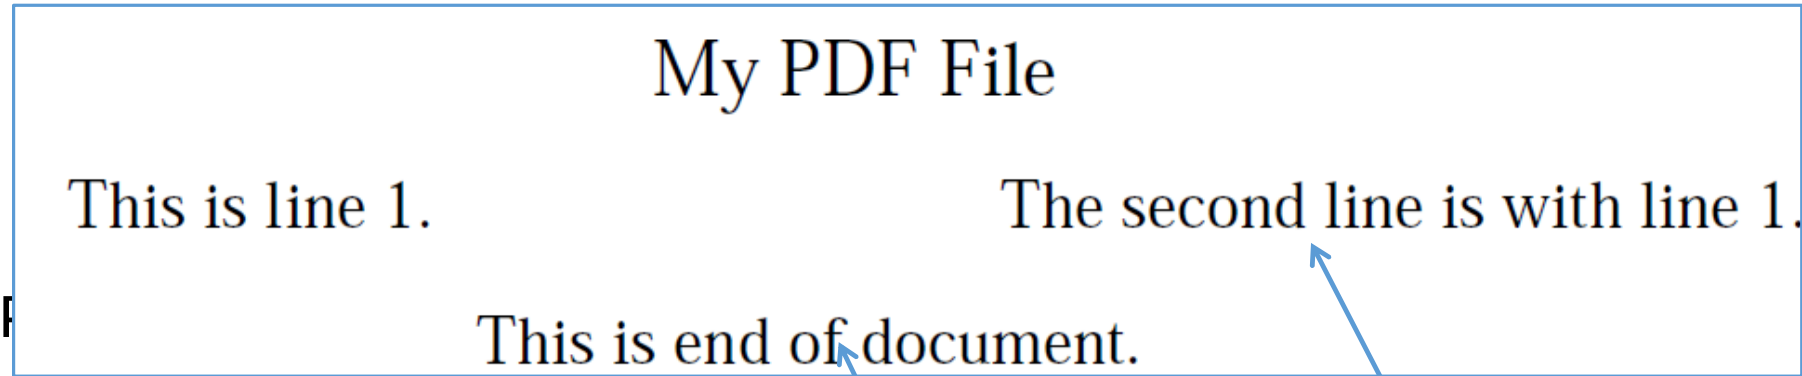 My PDF File
This is line 1. The second line is with line 1.
This is end of document.